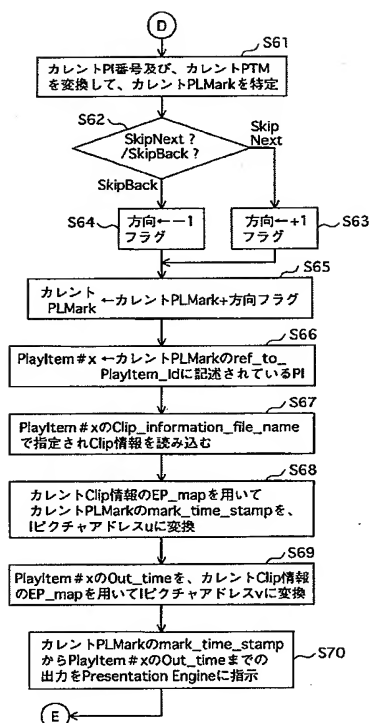 D
S61
カレントPI番号及び、カレントPTM
を変換して、カレントPLMarkを特定
S62
SkipNext ?
/SkipBack ?
Skip
Next
SkipBack
S64
方向←−1
フラグ
方向←+1
フラグ
S63
S65
カレント
PLMark
←カレントPLMark+方向フラグ
S66
PlayItem#x ←カレントPLMarkのref_to_
PlayItem_Idに記述されているPI
S67
PlayItem#xのClip_information_file_name
で指定されClip情報を読み込む
S68
カレントClip情報のEP_mapを用いて
カレントPLMarkのmark_time_stampを、
Iピクチャアドレスuに変換
S69
PlayItem#xのOut_timeを、カレントClip情報
のEP_mapを用いてIピクチャアドレスvに変換
カレントPLMarkのmark_time_stamp
からPlayItem#xのOut_timeまでの
出力をPresentation Engineに指示
S70
E